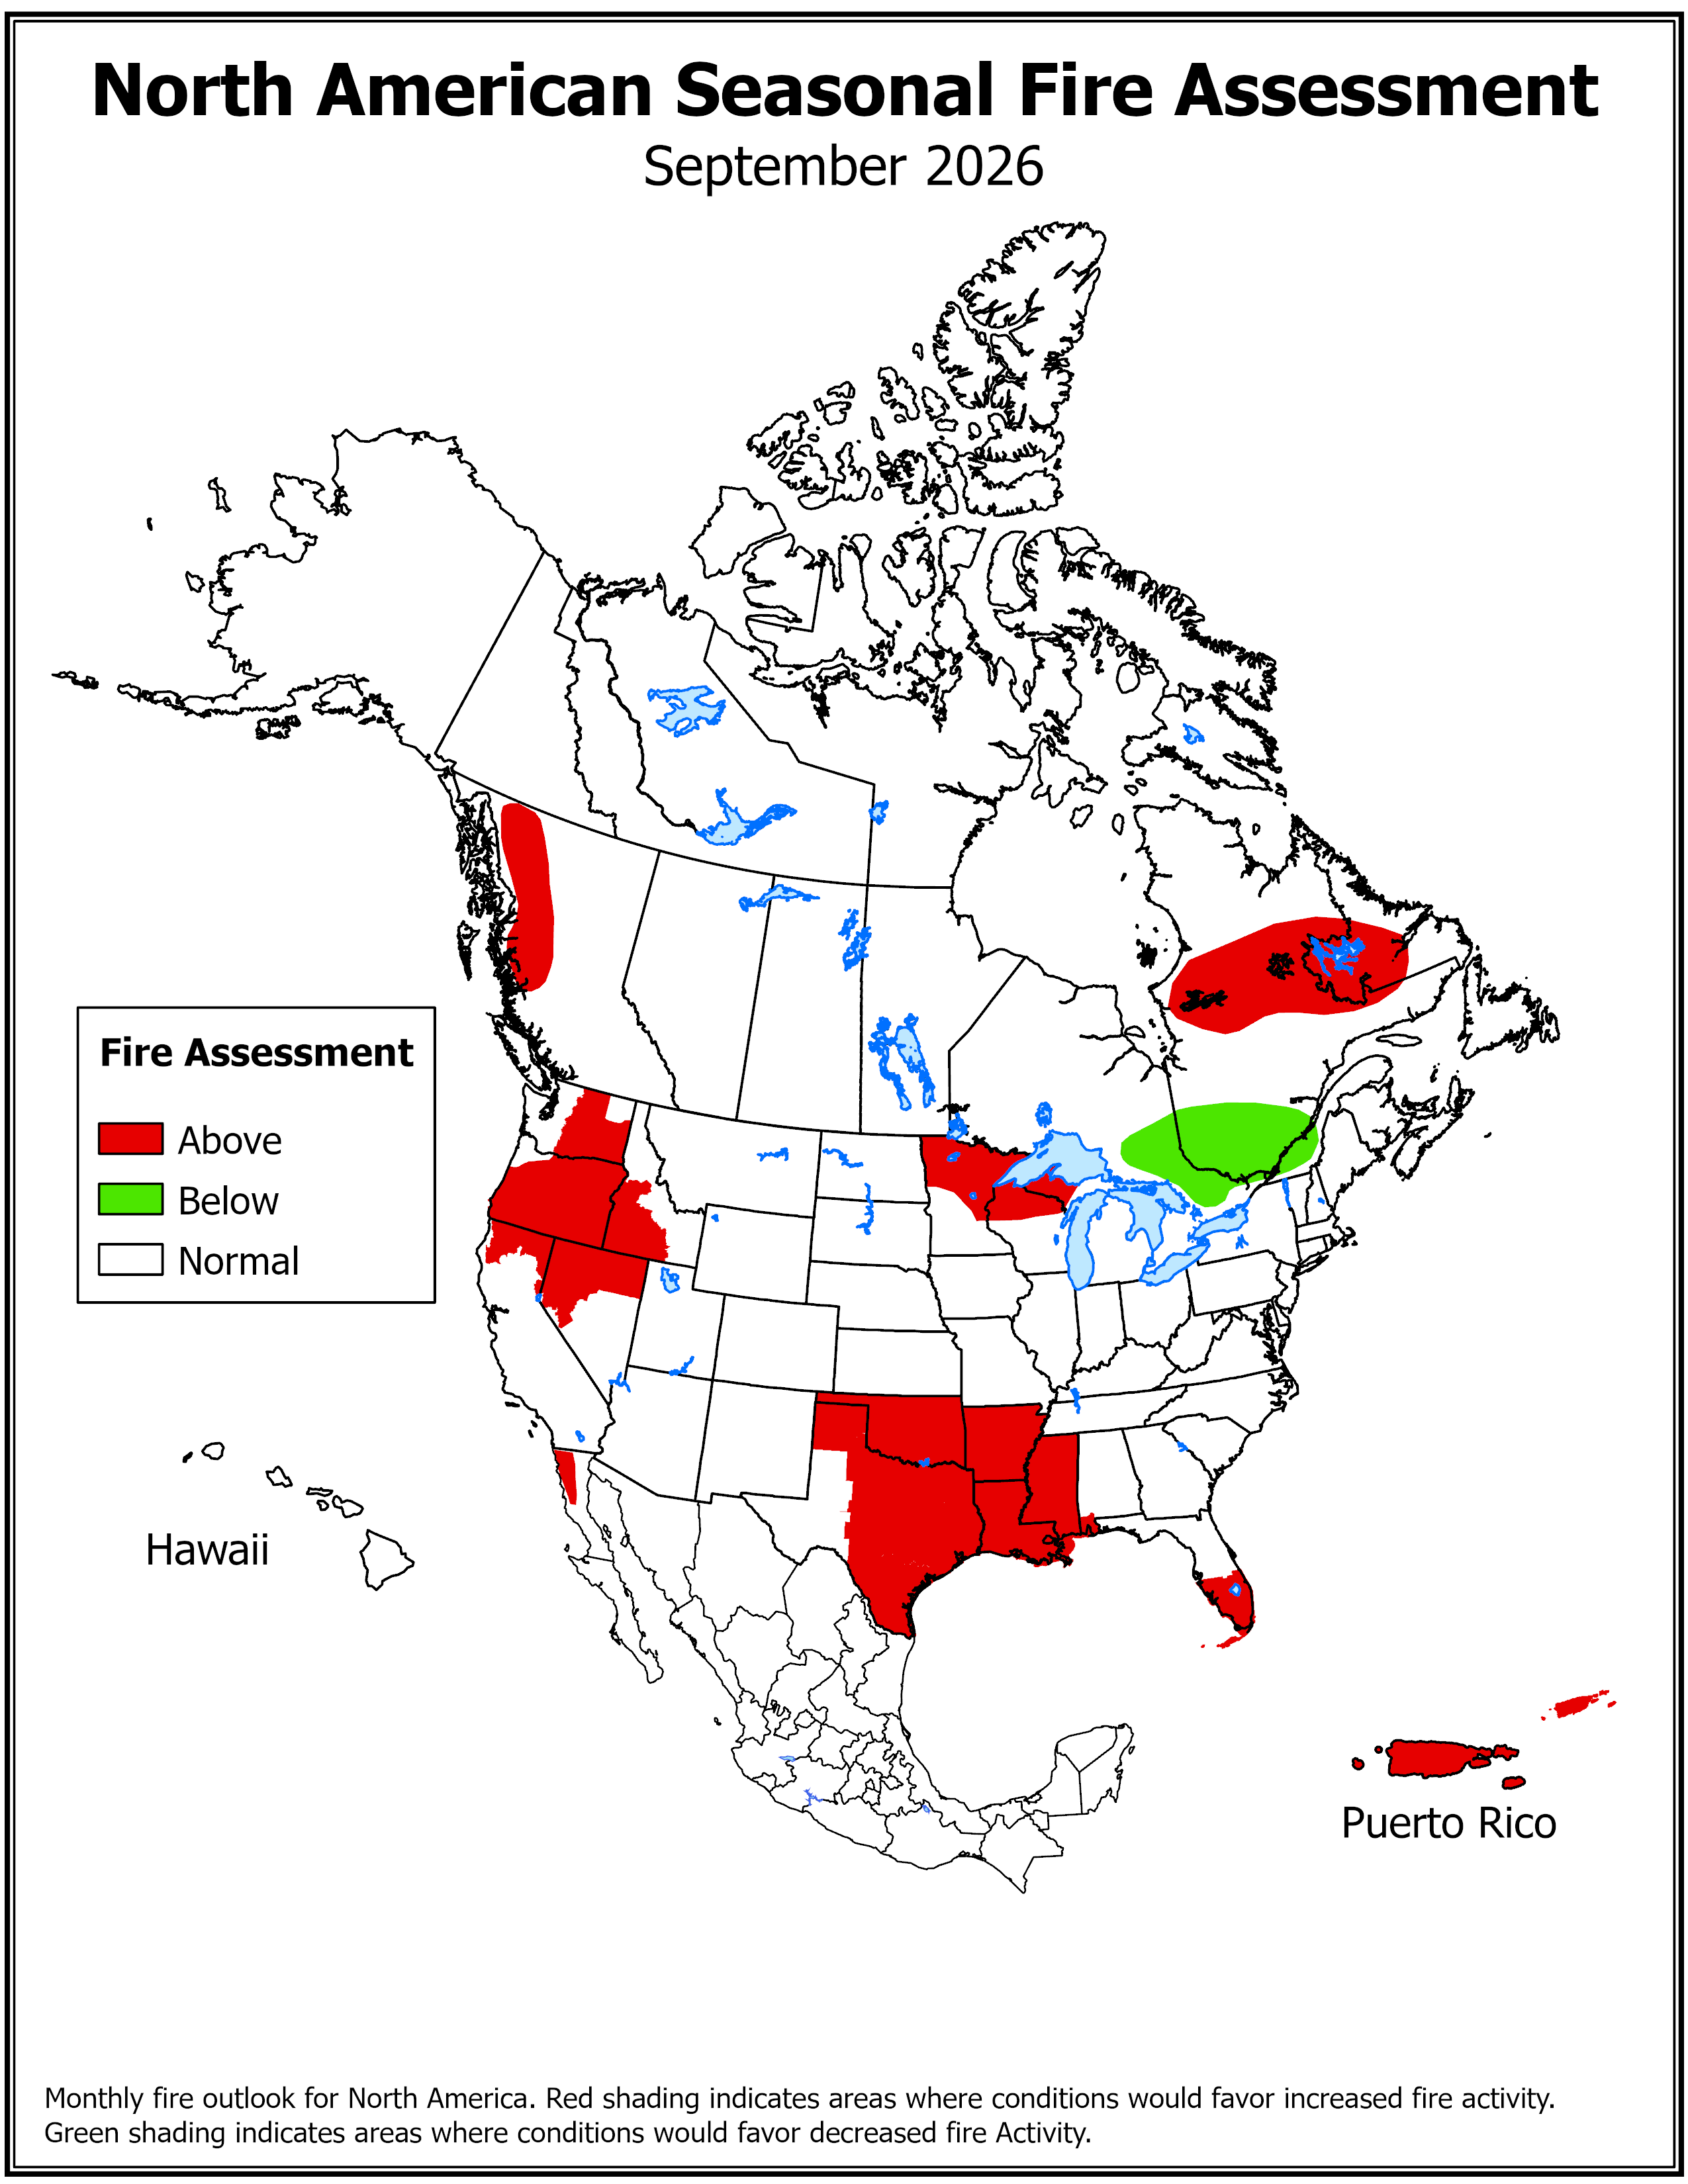 North American Seasonal Fire Assessment
September 2026
Fire Assessment
Above
Below
Normal
Hawaii
Puerto Rico
Monthly fire outlook for North America. Red shading indicates areas where conditions would favor increased fire activity.
Green shading indicates areas where conditions would favor decreased fire Activity.